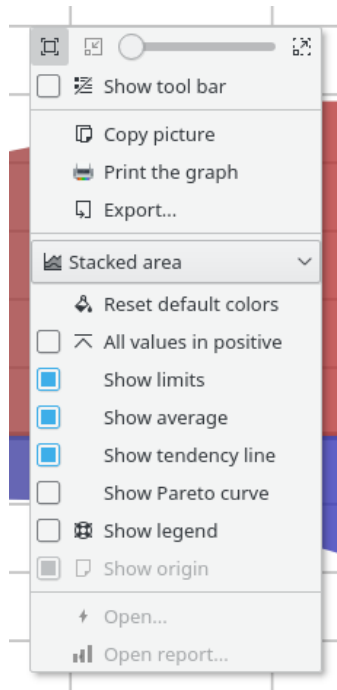 Show tool bar
Copy picture
Print the graph
Export...
Stacked area
Reset default colors
All values in positive
Show limits
Show average
Show tendency line
Show Pareto curve
Show legend
Show origin
Open...
Open report...